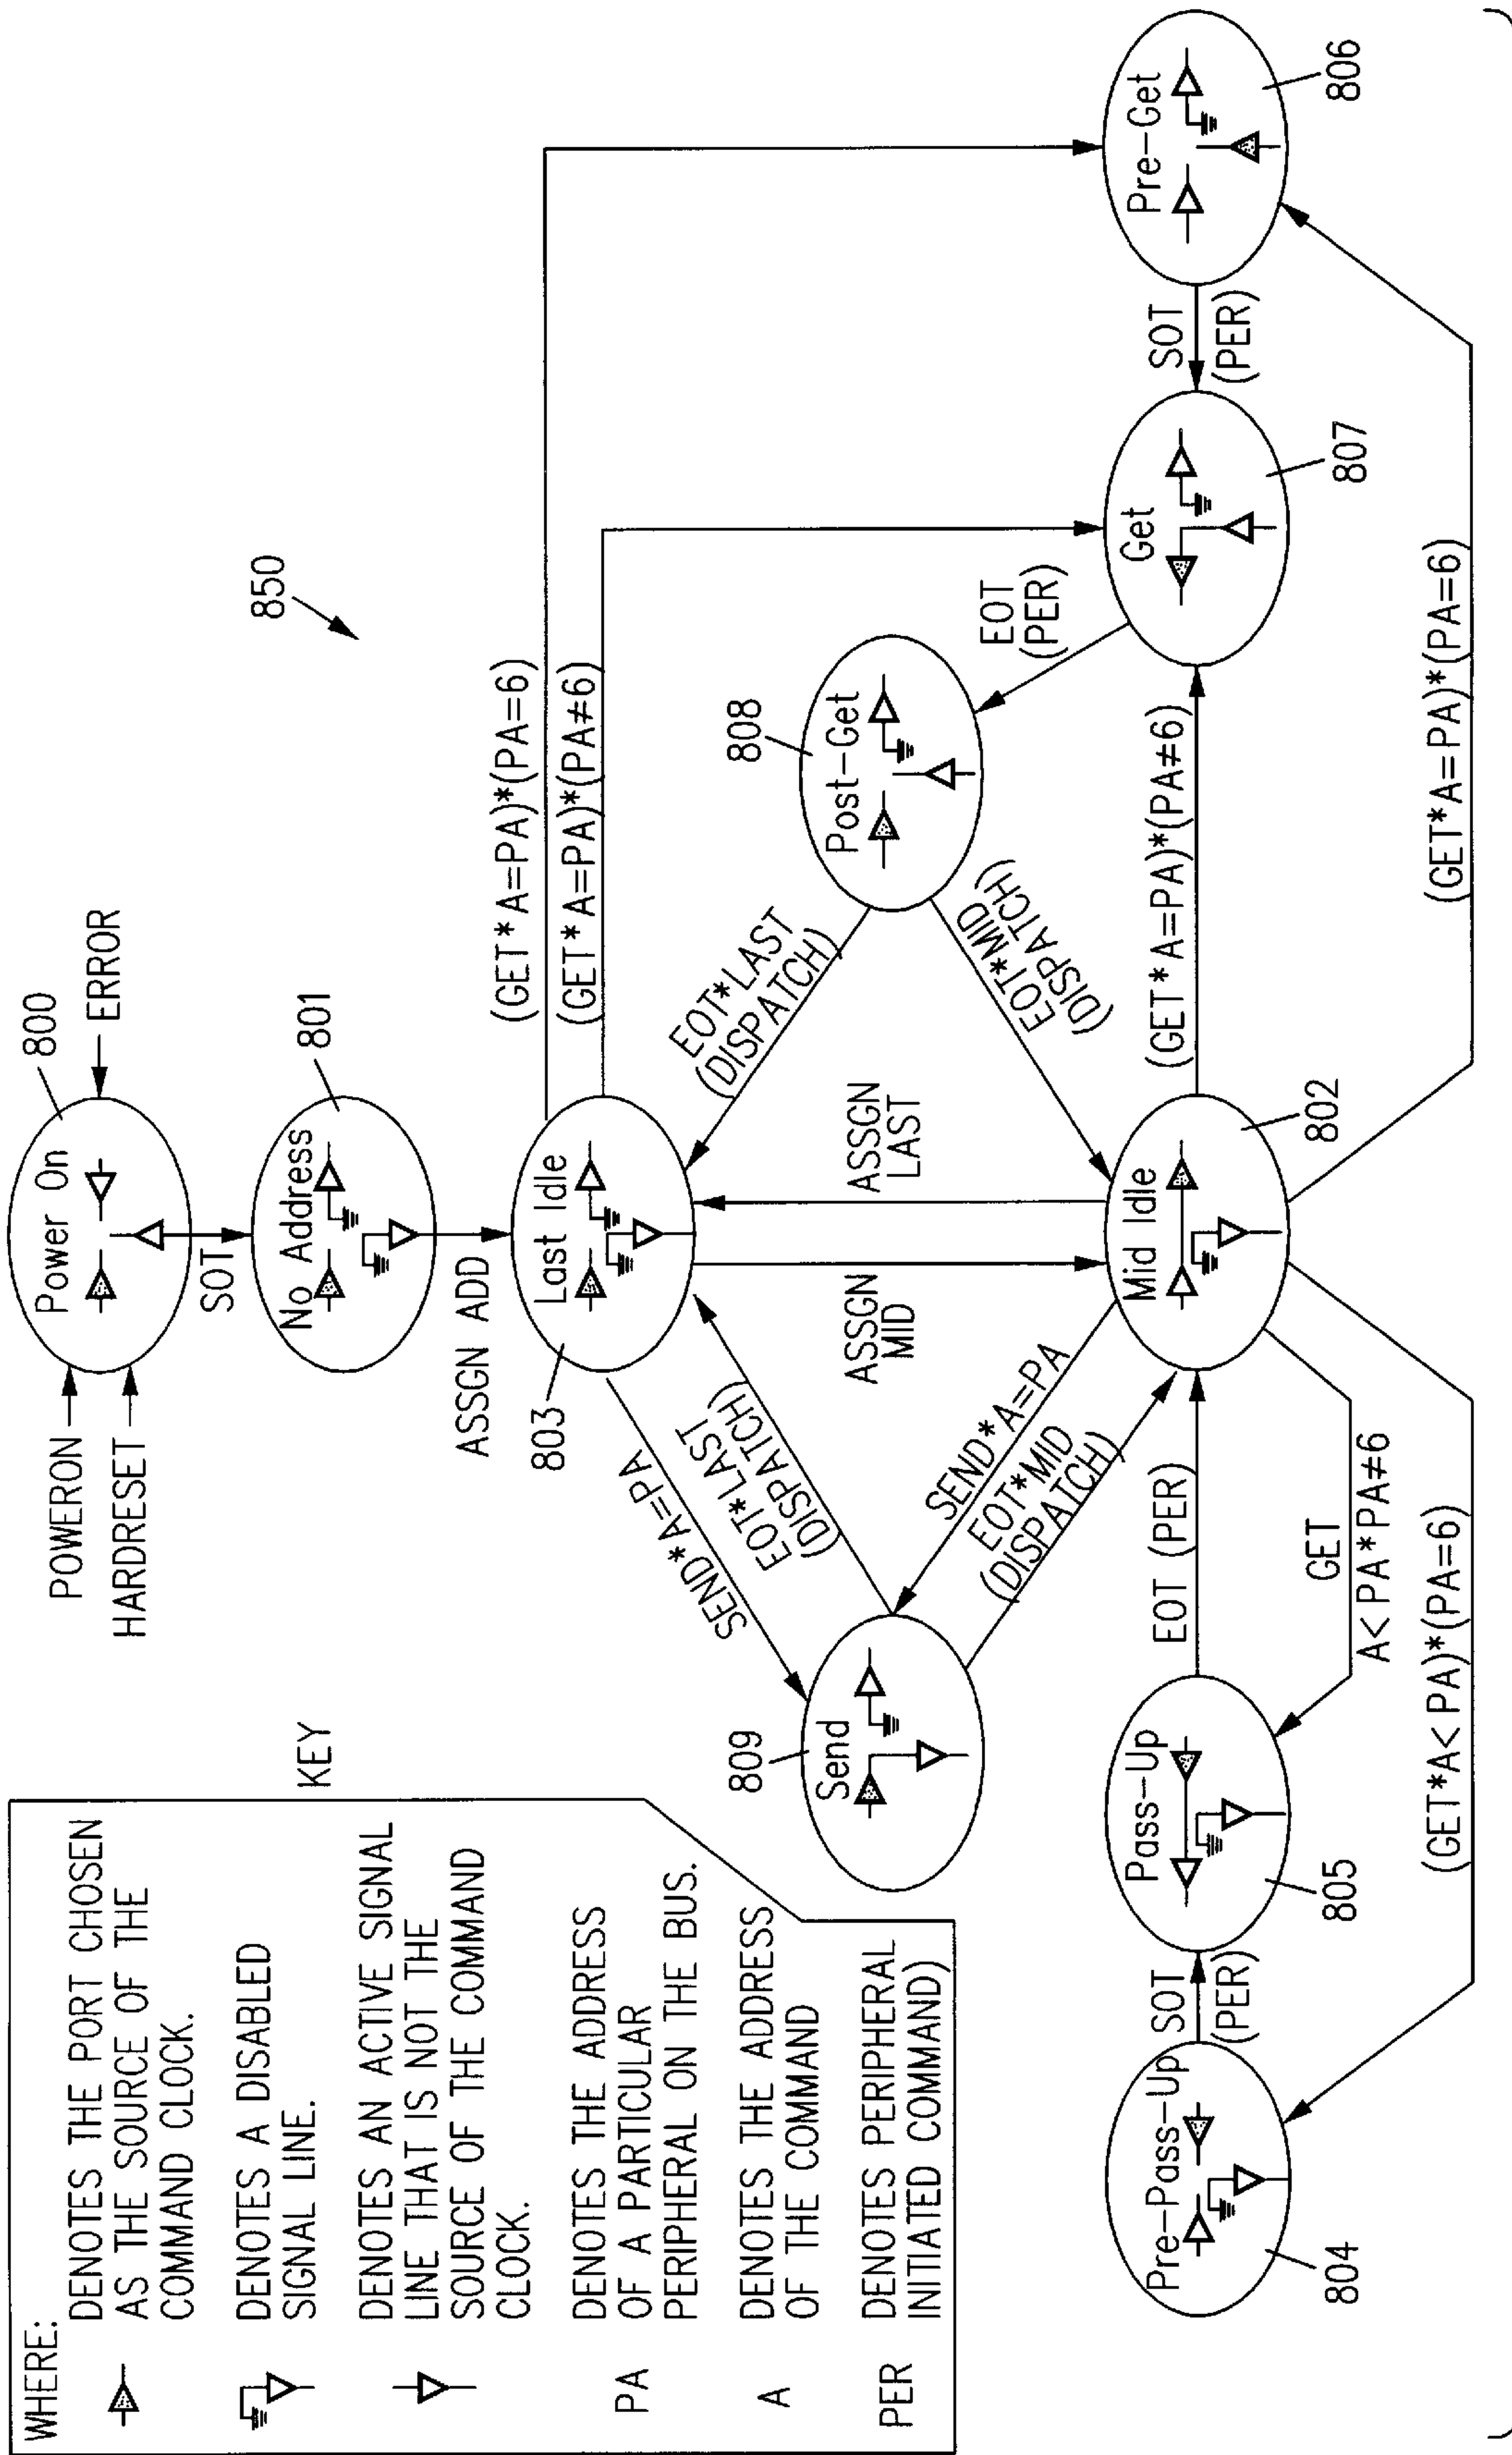 WHERE:
DENOTES THE PORT CHOSEN
AS THE SOURCE OF THE
COMMAND CLOCK.
DENOTES A DISABLED
SIGNAL LINE.
DENOTES AN ACTIVE SIGNAL
LINE THAT IS NOT THE
SOURCE OF THE COMMAND
CLOCK.
PA DENOTES THE ADDRESS
OF A PARTICULAR
PERIPHERAL ON THE BUS.
A DENOTES THE ADDRESS
OF THE COMMAND
PER DENOTES PERIPHERAL
INITIATED COMMAND)
KEY
POWERON
HARDRESET
Power On
800
ERROR
SOT
No Address
801
850
ASSGN ADD
Last Idle
803
(GET*A=PA)*(PA=6)
(GET*A=PA)*(PA≠6)
SEND*A=PA
EOT*LAST
(DISPATCH)
EOT*LAST
(DISPATCH)
ASSGN
MID
ASSGN
LAST
Send
809
Post-Get
808
SEND*A=PA
EOT*MID
(DISPATCH)
EOT*MID
(DISPATCH)
EOT
(PER)
Pre-Pass-Up
804
SOT
(PER)
Pass-Up
805
EOT (PER)
Mid Idle
802
(GET*A=PA)*(PA≠6)
Get
807
SOT
(PER)
Pre-Get
806
GET
A<PA*PA≠6
(GET*A<PA)*(PA=6)
(GET*A=PA)*(PA=6)